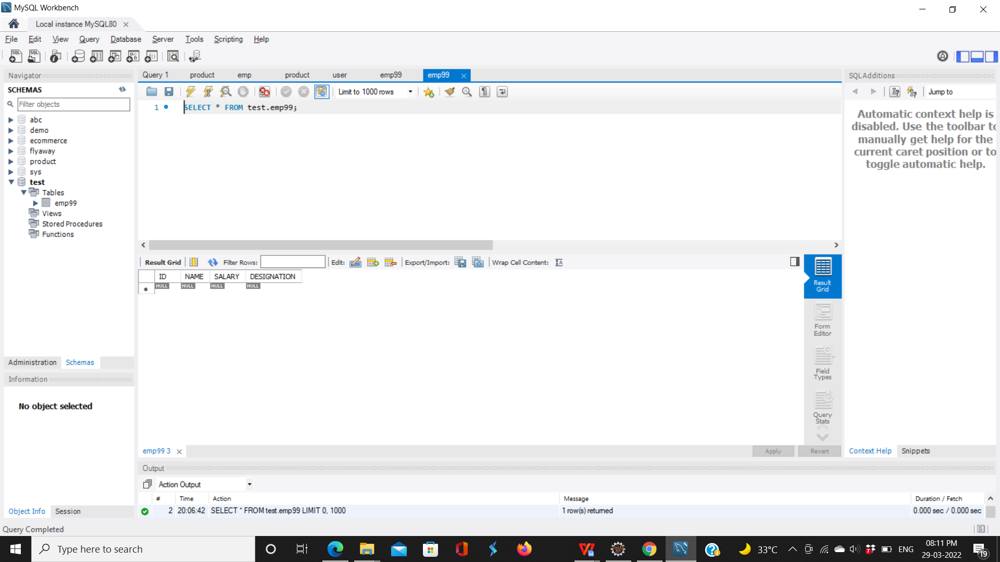 MySQL Workbench
Local instance MySQL80
File Edit View Query Database Server Tools Scripting Help
Navigator
SCHEMAS
Filter objects
abc
demo
ecommerce
flyaway
product
sys
test
Tables
emp99
Views
Stored Procedures
Functions
Administration Schemas
Information
No object selected
Object Info Session
Query 1 product emp product user emp99 emp99
Limit to 1000 rows
1 SELECT * FROM test.emp99;
Result Grid Filter Rows: Edit: Export/Import: Wrap Cell Content:
ID NAME SALARY DESIGNATION
NULL NULL NULL NULL
Result
Grid
Form
Editor
Field
Types
Query
Stats
emp99 3 Apply Revert
SQLAdditions
Jump to
Automatic context help is
disabled. Use the toolbar to
manually get help for the
current caret position or to
toggle automatic help.
Context Help Snippets
Output
Action Output
# Time Action Message Duration / Fetch
2 20:06:42 SELECT * FROM test.emp99 LIMIT 0, 1000 1 row(s) returned 0.000 sec / 0.000 sec
Query Completed
Type here to search
33°C ENG
08:11 PM
29-03-2022
19